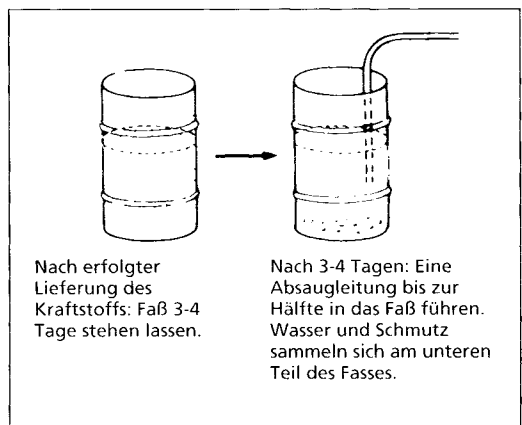 Nach erfolgter
Lieferung des
Kraftstoffs: Faß 3-4
Tage stehen lassen.
Nach 3-4 Tagen: Eine
Absaugleitung bis zur
Hälfte in das Faß führen.
Wasser und Schmutz
sammeln sich am unteren
Teil des Fasses.